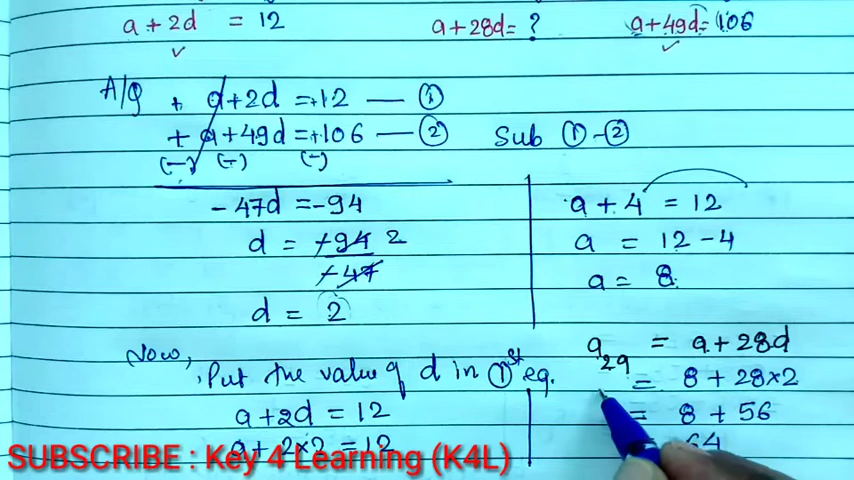 a + 2d = 12 a+28d= ? a+49d=106
A/q + a+2d =+12 — ①
+ a+49d =+106 — ② Sub ①-②
(-) (-) (-)
- 47d = -94
d = -94 2
-47
d = 2
a + 4 = 12
a = 12 - 4
a = 8
Now,
Put the value of d in ①st eq.
a+2d = 12
a+ 2×2 = 12
a29 = a+28d
= 8 + 28×2
= 8 + 56
= 64
SUBSCRIBE : Key 4 Learning (K4L)